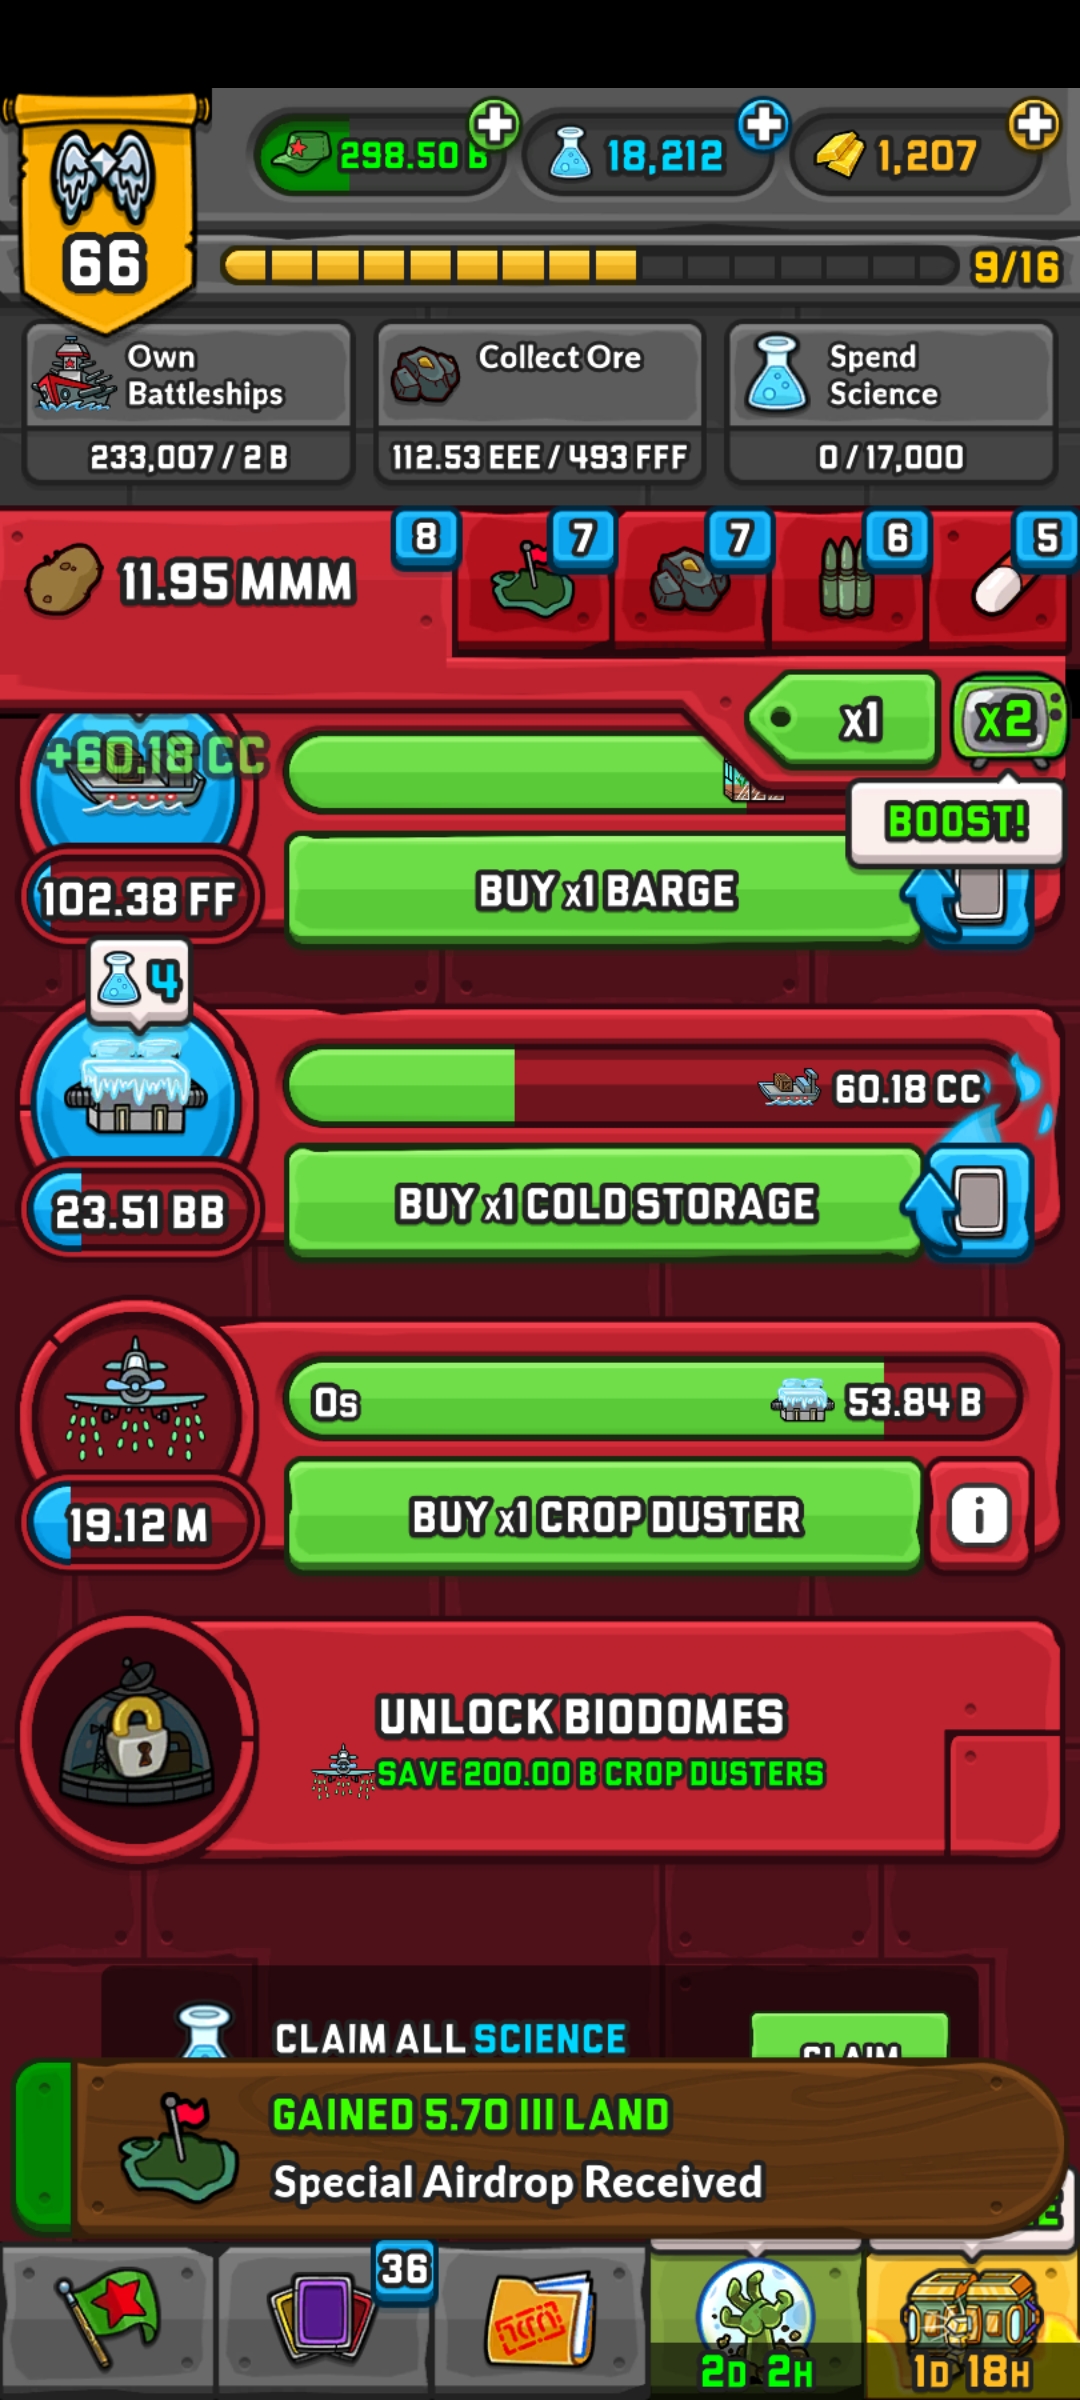 298.50 B
18,212
1,207
66
9/16
Own
Battleships
Collect Ore
Spend
Science
233,007 / 2 B
112.53 EEE / 493 FFF
0 / 17,000
11.95 MMM
8
7
7
6
5
x1
x2
BOOST!
+60.18 CC
102.38 FF
BUY x1 BARGE
4
60.18 CC
23.51 BB
BUY x1 COLD STORAGE
0s
53.84 B
19.12 M
BUY x1 CROP DUSTER
i
UNLOCK BIODOMES
SAVE 200.00 B CROP DUSTERS
CLAIM ALL SCIENCE
CLAIM
GAINED 5.70 III LAND
Special Airdrop Received
36
2D 2H
1D 18H